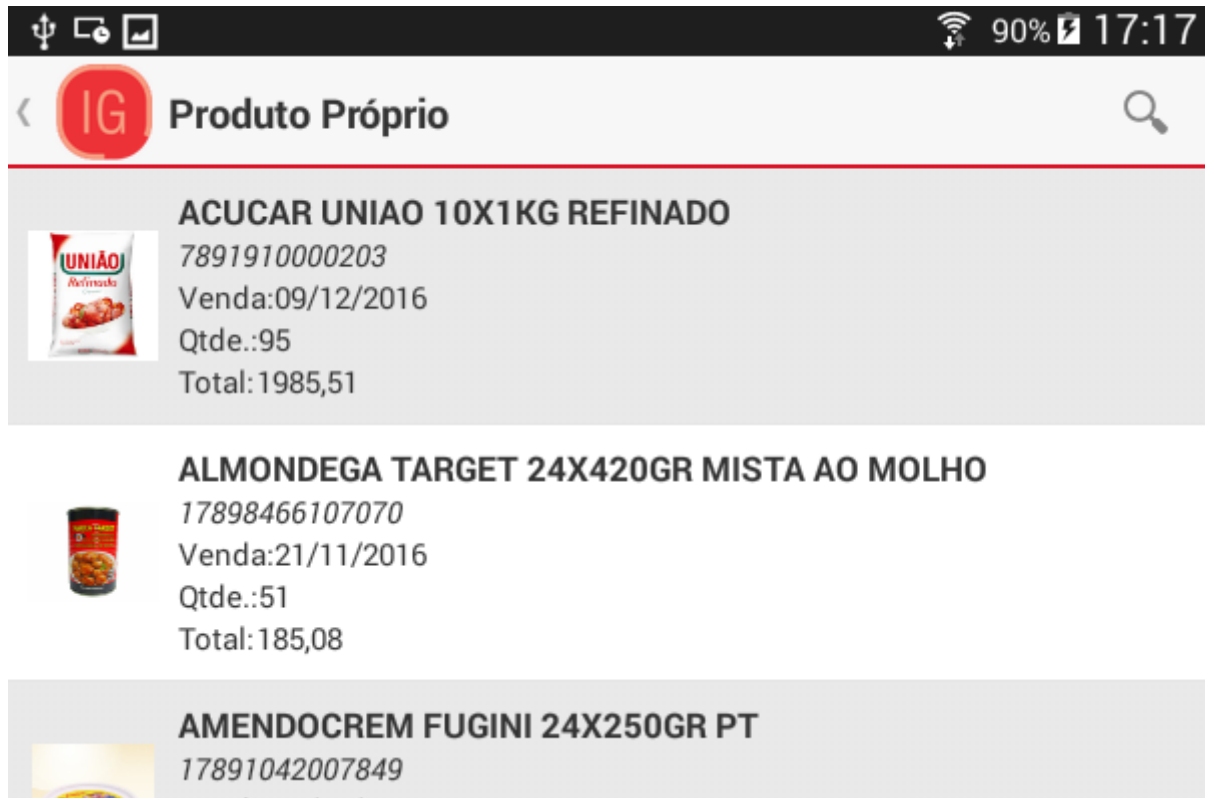 90% 17:17
IG Produto Próprio
ACUCAR UNIAO 10X1KG REFINADO
7891910000203
Venda:09/12/2016
Qtde.:95
Total:1985,51
UNIÃO
Refinado
ALMONDEGA TARGET 24X420GR MISTA AO MOLHO
17898466107070
Venda:21/11/2016
Qtde.:51
Total:185,08
AMENDOCREM FUGINI 24X250GR PT
17891042007849